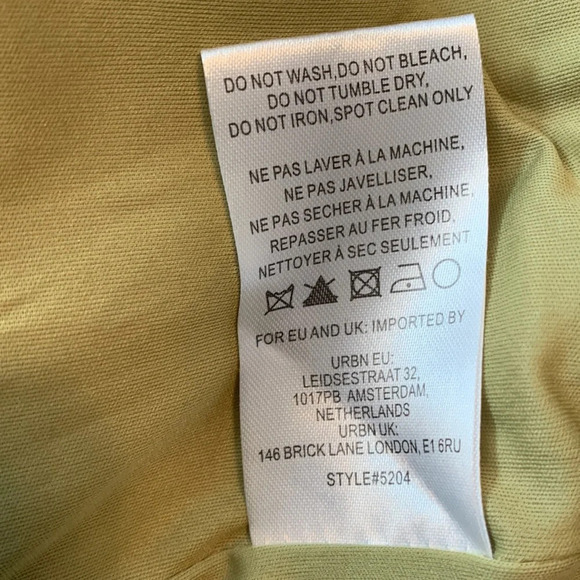 DO NOT WASH,DO NOT BLEACH,
DO NOT TUMBLE DRY,
DO NOT IRON,SPOT CLEAN ONLY
NE PAS LAVER À LA MACHINE,
NE PAS JAVELLISER,
NE PAS SECHER À LA MACHINE,
REPASSER AU FER FROID,
NETTOYER À SEC SEULEMENT
FOR EU AND UK: IMPORTED BY
URBN EU:
LEIDSESTRAAT 32,
1017PB AMSTERDAM,
NETHERLANDS
URBN UK:
146 BRICK LANE LONDON, E1 6RU
STYLE#5204